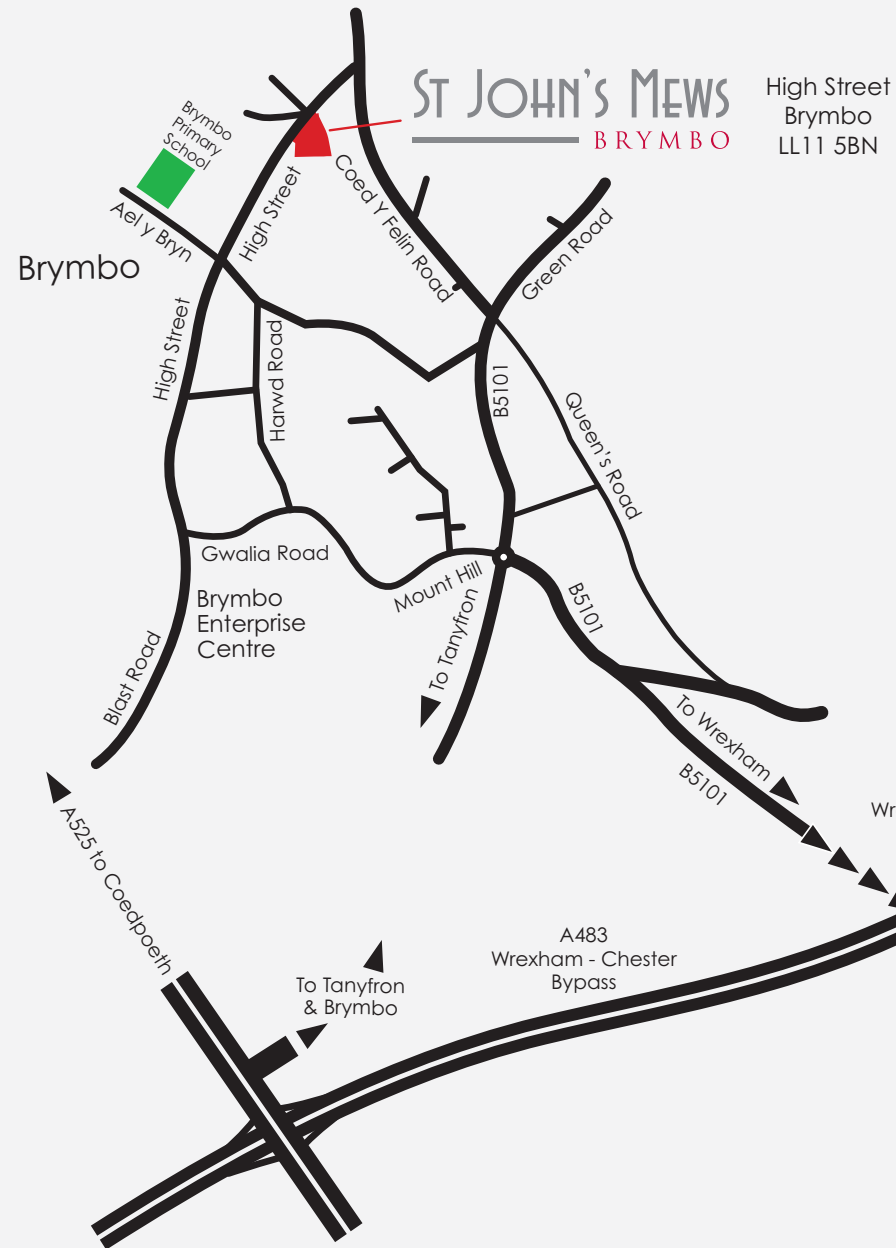 ST JOHN'S MEWS
BRYMBO
High Street
Brymbo
LL11 5BN
Brymbo
Primary
School
Ael y Bryn
High Street
Coed Y Felin Road
Green Road
Brymbo
High Street
Harwd Road
B5101
Queen's Road
Gwalia Road
Mount Hill
Brymbo
Enterprise
Centre
B5101
Blast Road
To Tanyfron
To Wrexham
B5101
Wr
A525 to Coedpoeth
A483
Wrexham - Chester
Bypass
To Tanyfron
& Brymbo